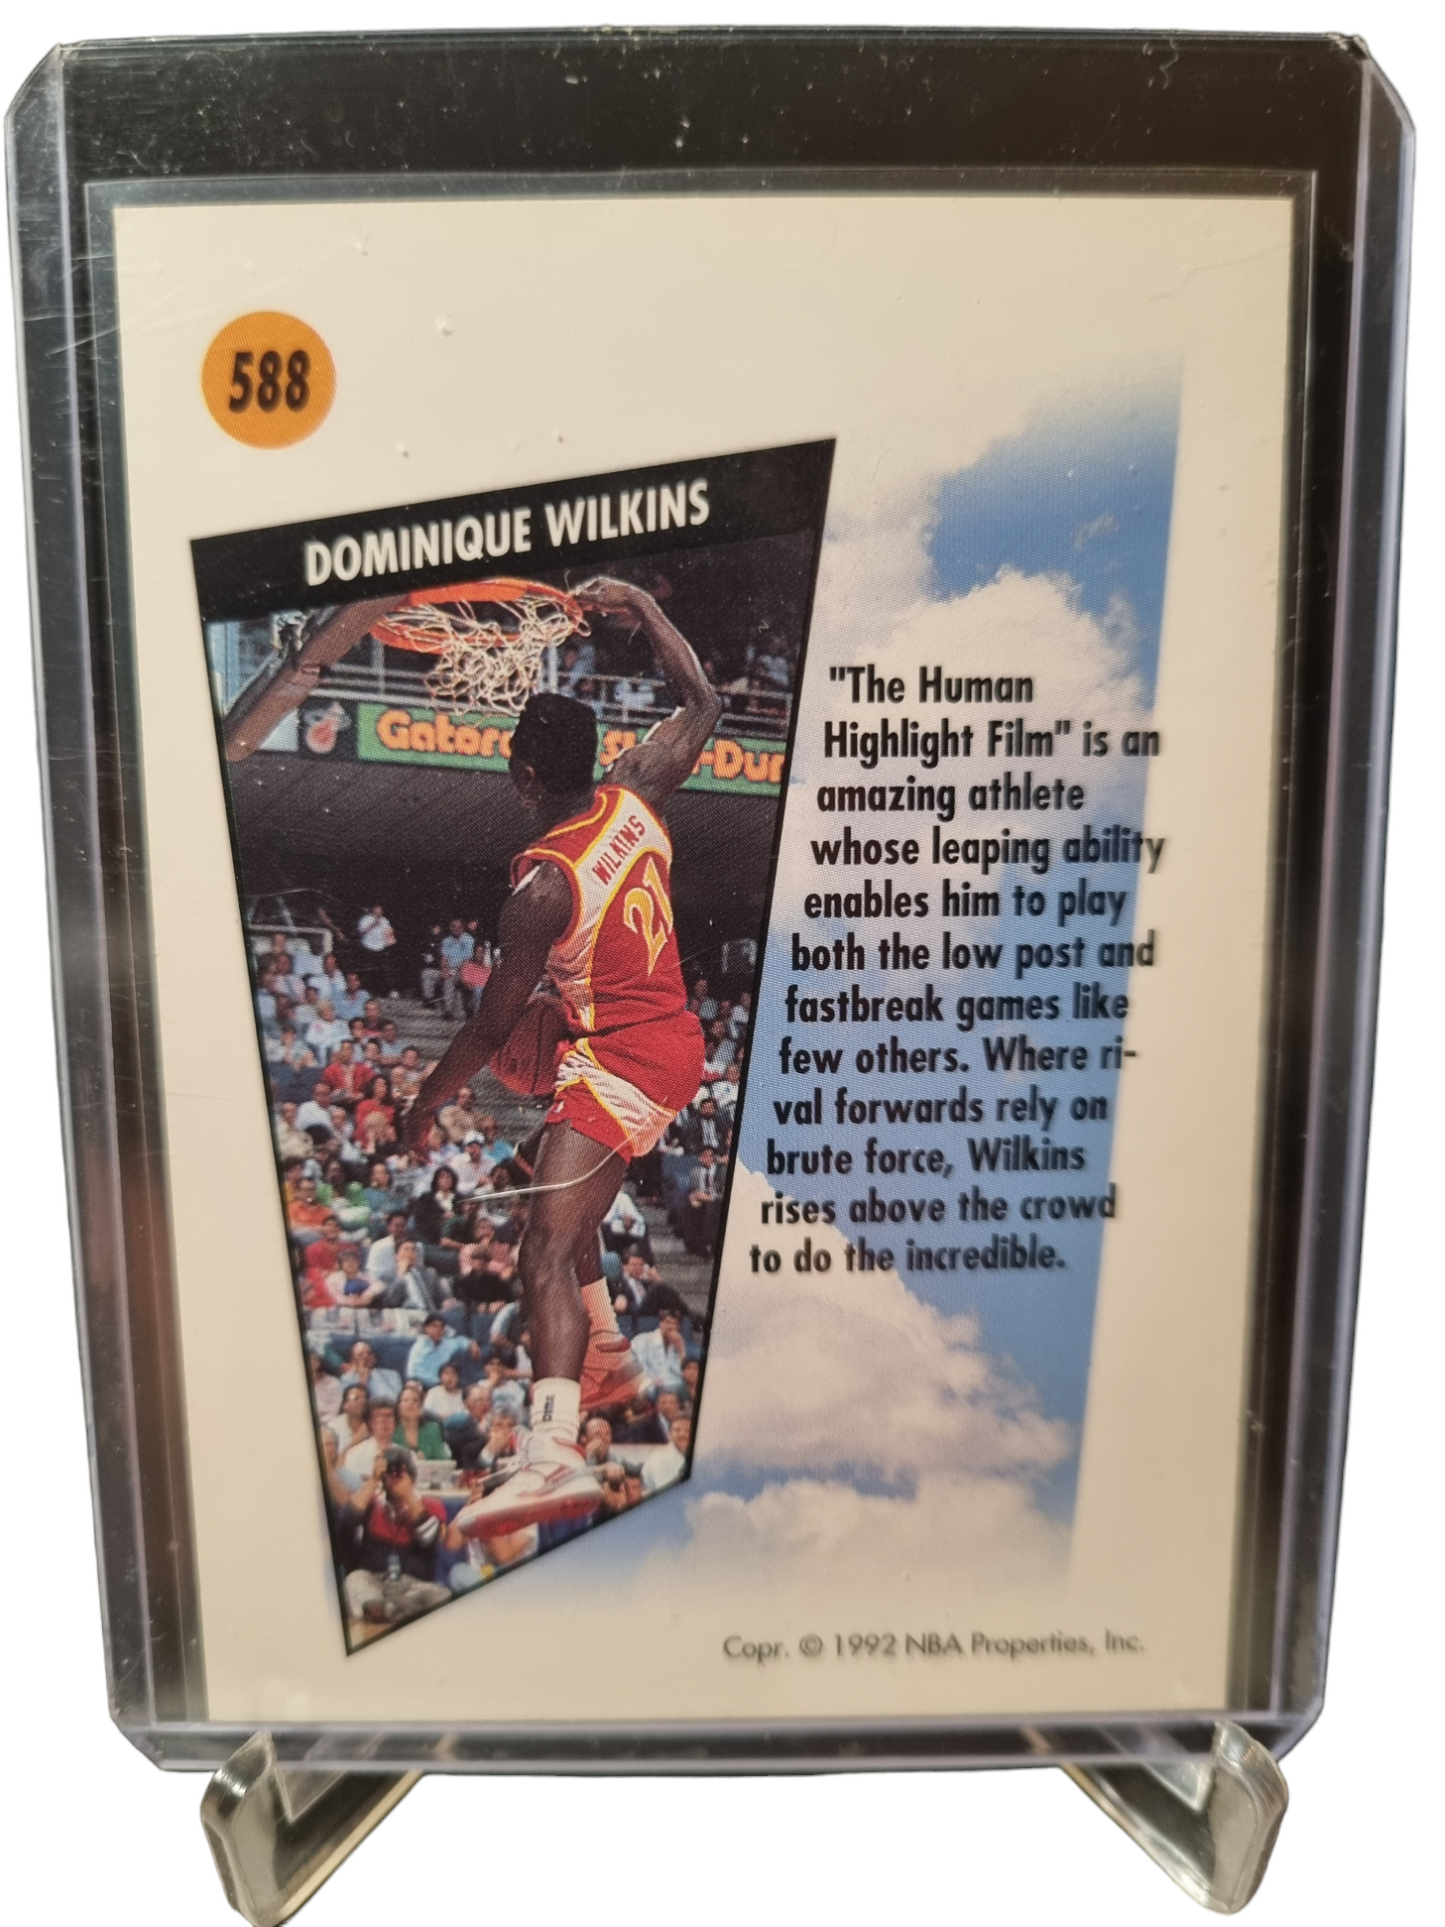 588
DOMINIQUE WILKINS
Gator
WILKINS
21
"The Human
Highlight Film" is an
amazing athlete
whose leaping ability
enables him to play
both the low post and
fastbreak games like
few others. Where ri-
val forwards rely on
brute force, Wilkins
rises above the crowd
to do the incredible.
Copr. © 1992 NBA Properties, Inc.